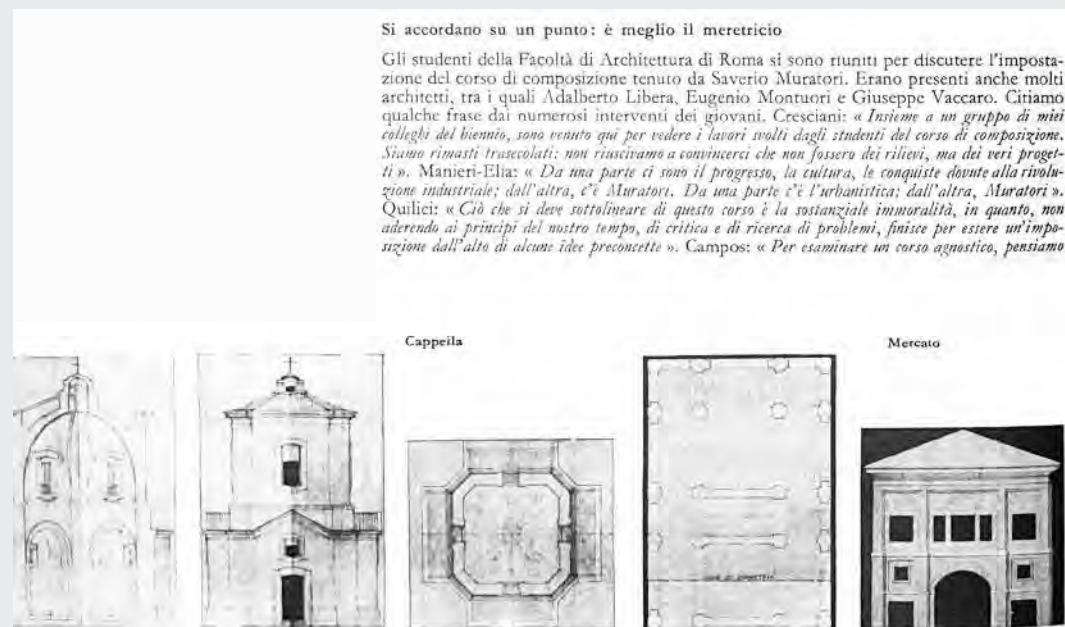 Si accordano su un punto: è meglio il meretricio
Gli studenti della Facoltà di Architettura di Roma si sono riuniti per discutere l'imposta-
zione del corso di composizione tenuto da Saverio Muratori. Erano presenti anche molti
architetti, tra i quali Adalberto Libera, Eugenio Montuori e Giuseppe Vaccaro. Citiamo
qualche frase dai numerosi interventi dei giovani. Cresciani: « Insieme a un gruppo di miei
colleghi del biennio, sono venuto qui per vedere i lavori svolti dagli studenti del corso di composizione.
Siamo rimasti trasecolati: non riuscivamo a convincerci che non fossero dei rilievi, ma dei veri proget-
ti ». Manieri-Elia: « Da una parte ci sono il progresso, la cultura, le conquiste dovute alla rivolu-
zione industriale; dall'altra, c'è Muratori. Da una parte c'è l'urbanistica; dall'altra, Muratori ».
Quilici: « Ciò che si deve sottolineare di questo corso è la sostanziale immoralità, in quanto, non
aderendo ai principi del nostro tempo, di critica e di ricerca di problemi, finisce per essere un'impo-
sizione dall'alto di alcune idee preconcette ». Campos: « Per esaminare un corso agnostico, pensiamo
Cappella
Mercato